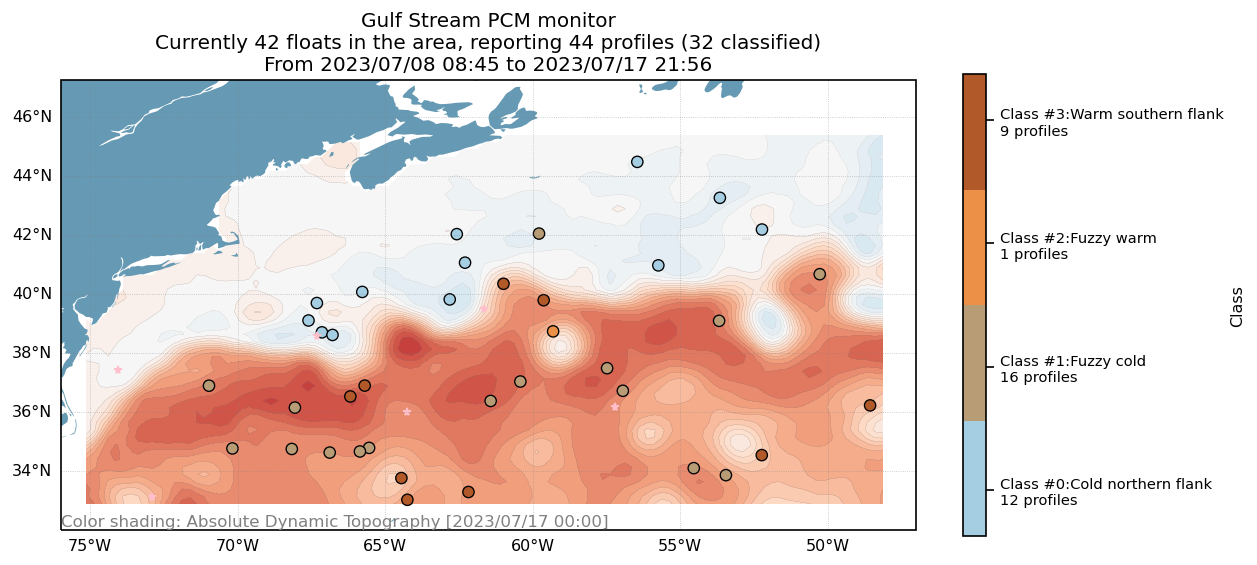 Gulf Stream PCM monitor
Currently 42 floats in the area, reporting 44 profiles (32 classified)
From 2023/07/08 08:45 to 2023/07/17 21:56
46°N
44°N
42°N
40°N
38°N
36°N
34°N
Color shading: Absolute Dynamic Topography [2023/07/17 00:00]
75°W
70°W
65°W
60°W
55°W
50°W
Class #3:Warm southern flank
9 profiles
Class #2:Fuzzy warm
1 profiles
Class #1:Fuzzy cold
16 profiles
Class #0:Cold northern flank
12 profiles
Class